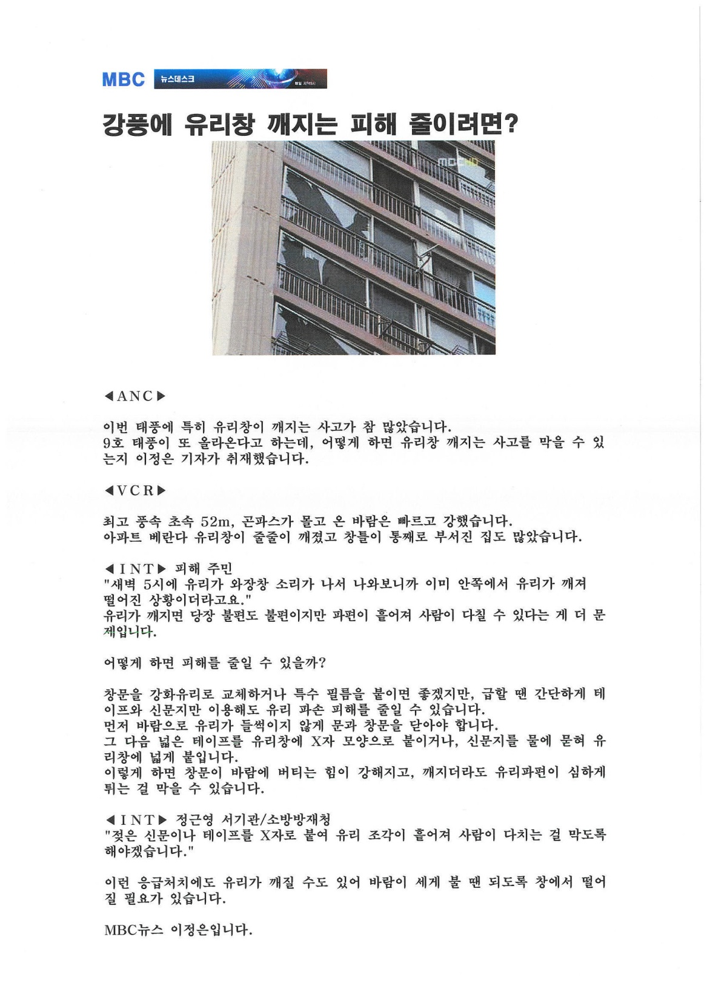 MBC 뉴스데스크 매일 저녁9시
강풍에 유리창 깨지는 피해 줄이려면?
MBCHD
◀ANC▶
이번 태풍에 특히 유리창이 깨지는 사고가 참 많았습니다.
9호 태풍이 또 올라온다고 하는데, 어떻게 하면 유리창 깨지는 사고를 막을 수 있
는지 이정은 기자가 취재했습니다.
◀VCR▶
최고 풍속 초속 52m, 곤파스가 몰고 온 바람은 빠르고 강했습니다.
아파트 베란다 유리창이 줄줄이 깨졌고 창틀이 통째로 부서진 집도 많았습니다.
◀INT▶ 피해 주민
"새벽 5시에 유리가 와장창 소리가 나서 나와보니까 이미 안쪽에서 유리가 깨져
떨어진 상황이더라고요."
유리가 깨지면 당장 불편도 불편이지만 파편이 흩어져 사람이 다칠 수 있다는 게 더 문
제입니다.
어떻게 하면 피해를 줄일 수 있을까?
창문을 강화유리로 교체하거나 특수 필름을 붙이면 좋겠지만, 급할 땐 간단하게 테
이프와 신문지만 이용해도 유리 파손 피해를 줄일 수 있습니다.
먼저 바람으로 유리가 들썩이지 않게 문과 창문을 닫아야 합니다.
그 다음 넓은 테이프를 유리창에 X자 모양으로 붙이거나, 신문지를 물에 묻혀 유
리창에 넓게 붙입니다.
이렇게 하면 창문이 바람에 버티는 힘이 강해지고, 깨지더라도 유리파편이 심하게
튀는 걸 막을 수 있습니다.
◀INT▶ 정근영 서기관/소방방재청
"젖은 신문이나 테이프를 X자로 붙여 유리 조각이 흩어져 사람이 다치는 걸 막도록
해야겠습니다."
이런 응급처치에도 유리가 깨질 수도 있어 바람이 세게 불 땐 되도록 창에서 떨어
질 필요가 있습니다.
MBC뉴스 이정은입니다.